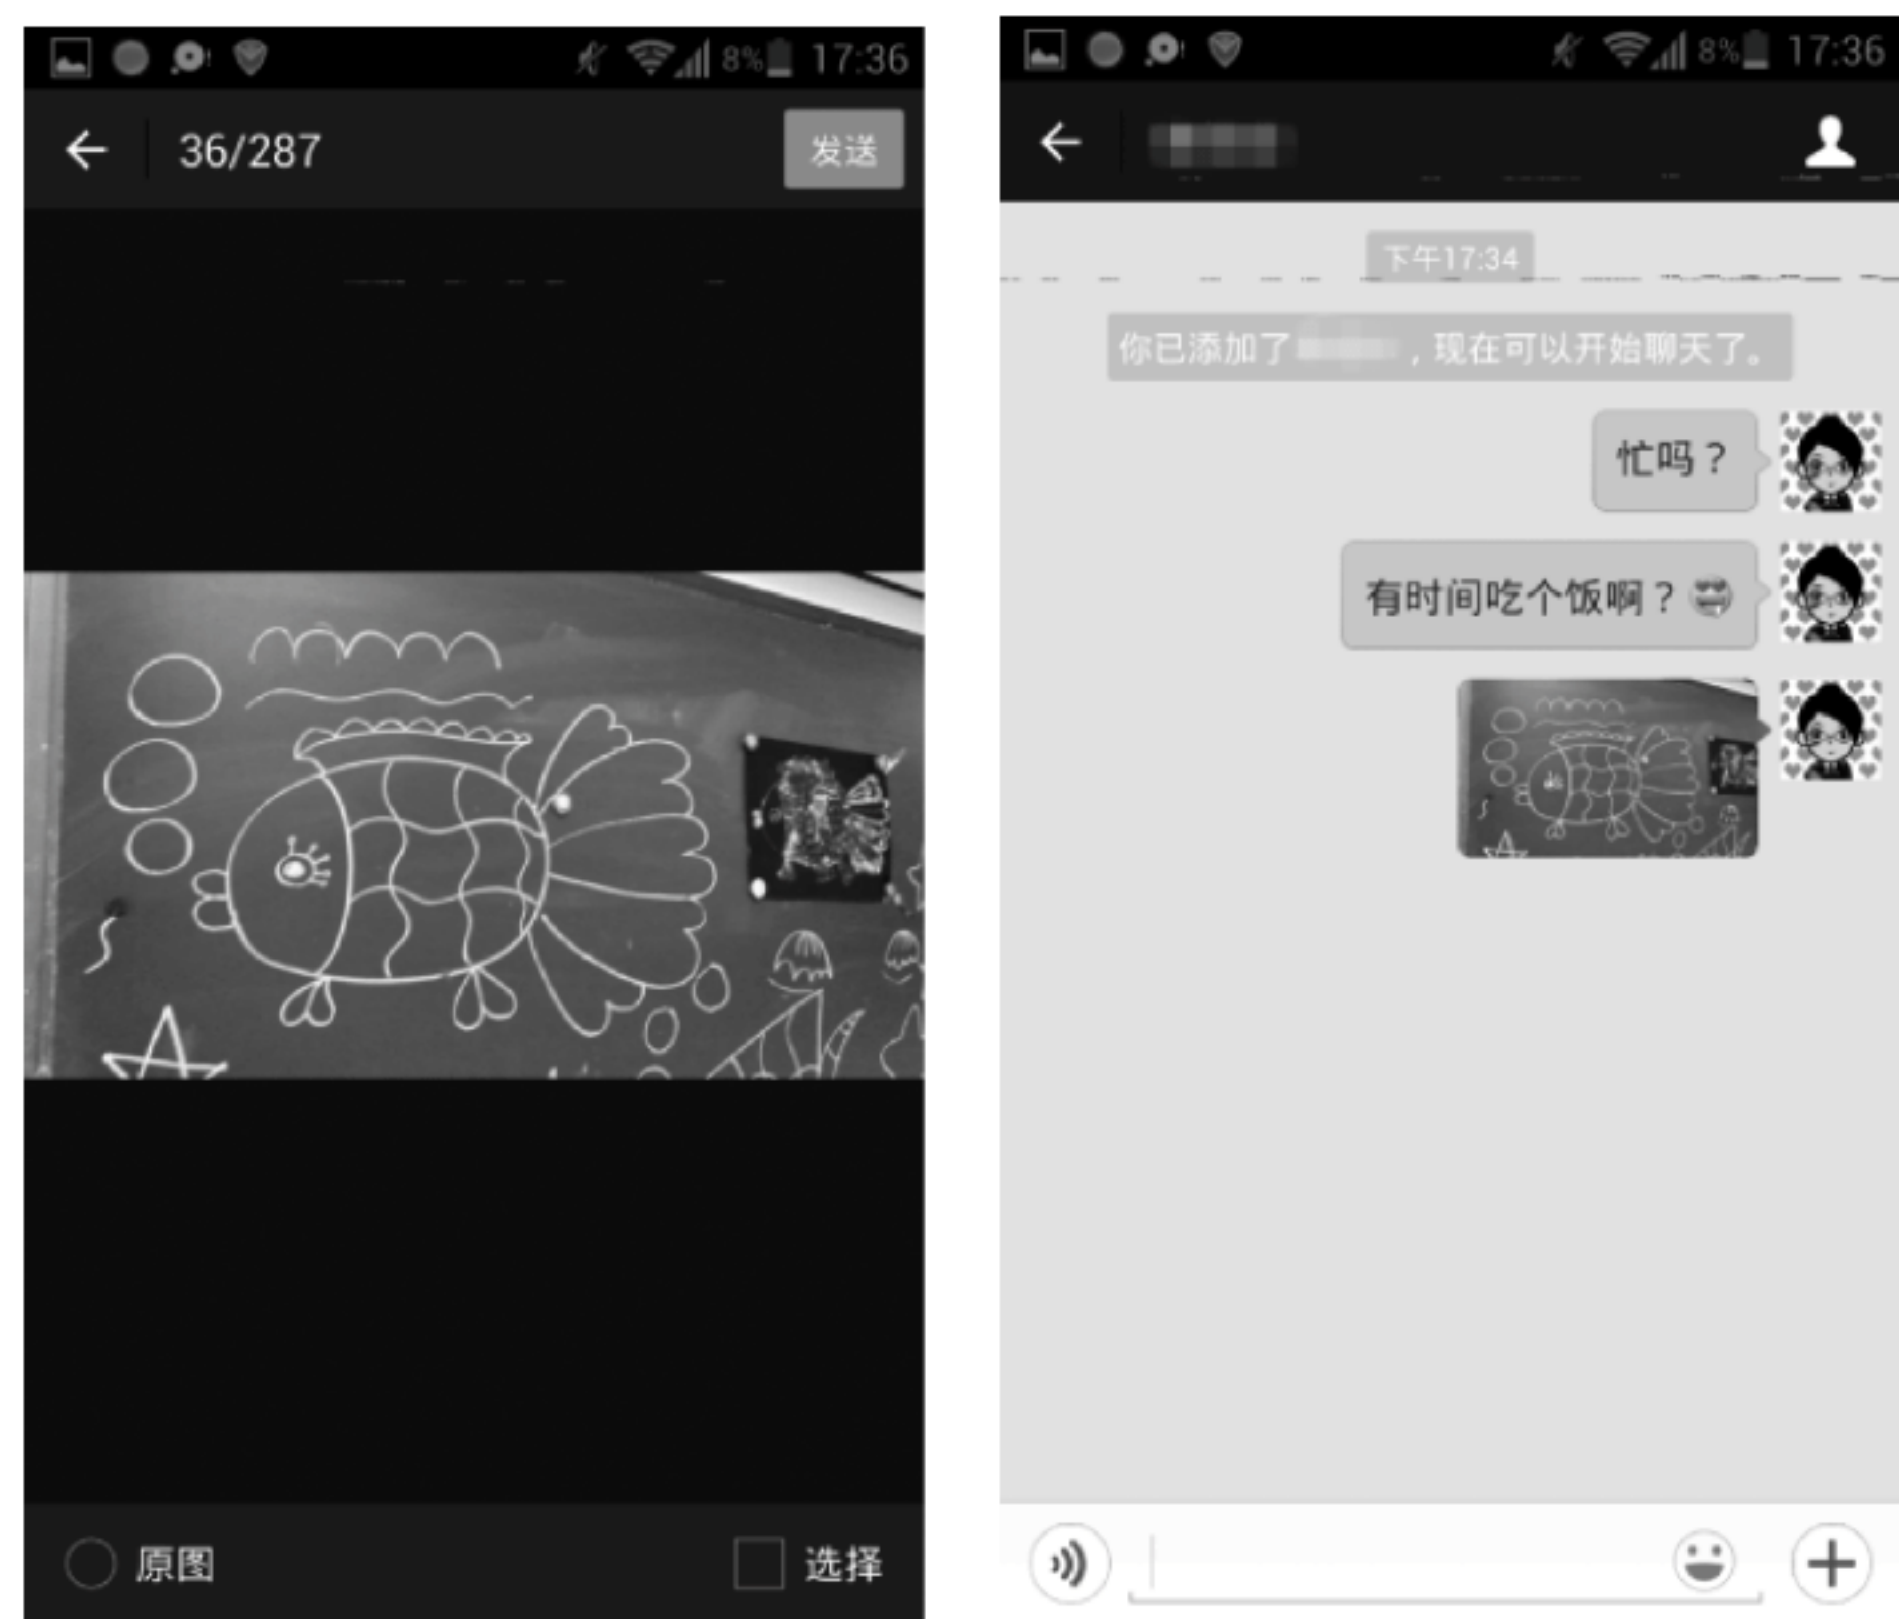 8% 17:36
36/287
发送
原图
选择
8% 17:36
下午17:34
你已添加了 ，现在可以开始聊天了。
忙吗？
有时间吃个饭啊？